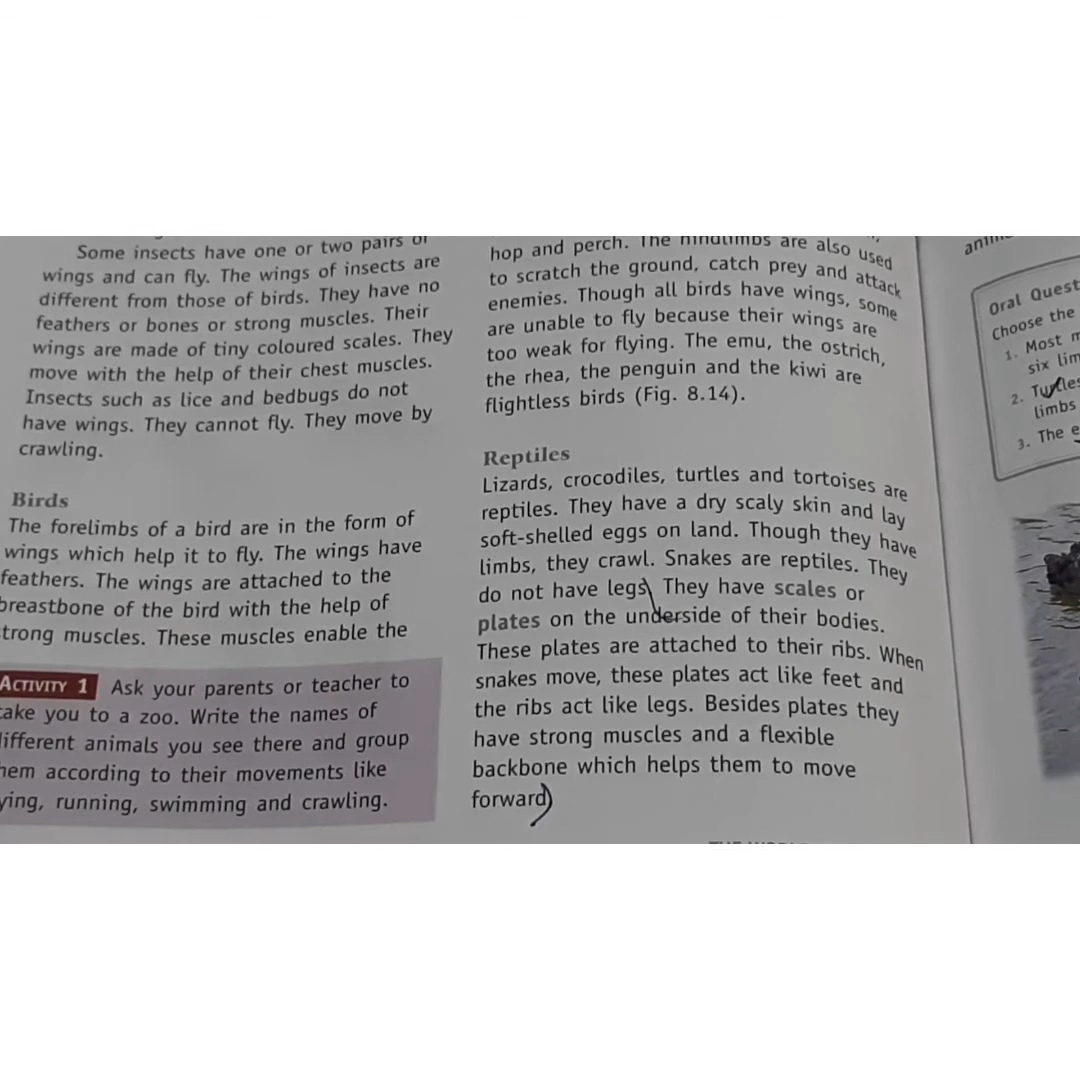 Some insects have one or two pairs of
wings and can fly. The wings of insects are
different from those of birds. They have no
feathers or bones or strong muscles. Their
wings are made of tiny coloured scales. They
move with the help of their chest muscles.
Insects such as lice and bedbugs do not
have wings. They cannot fly. They move by
crawling.
Birds
The forelimbs of a bird are in the form of
wings which help it to fly. The wings have
feathers. The wings are attached to the
breastbone of the bird with the help of
trong muscles. These muscles enable the
ACTIVITY 1 Ask your parents or teacher to
take you to a zoo. Write the names of
ifferent animals you see there and group
hem according to their movements like
ying, running, swimming and crawling.
hop and perch. The hindlimbs are also used
to scratch the ground, catch prey and attack
enemies. Though all birds have wings, some
are unable to fly because their wings are
too weak for flying. The emu, the ostrich,
the rhea, the penguin and the kiwi are
flightless birds (Fig. 8.14).
Reptiles
Lizards, crocodiles, turtles and tortoises are
reptiles. They have a dry scaly skin and lay
soft-shelled eggs on land. Though they have
limbs, they crawl. Snakes are reptiles. They
do not have legs. They have scales or
plates on the underside of their bodies.
These plates are attached to their ribs. When
snakes move, these plates act like feet and
the ribs act like legs. Besides plates they
have strong muscles and a flexible
backbone which helps them to move
forward
Oral Quest
Choose the
1. Most m
six lim
2. Turtles
limbs
3. The e